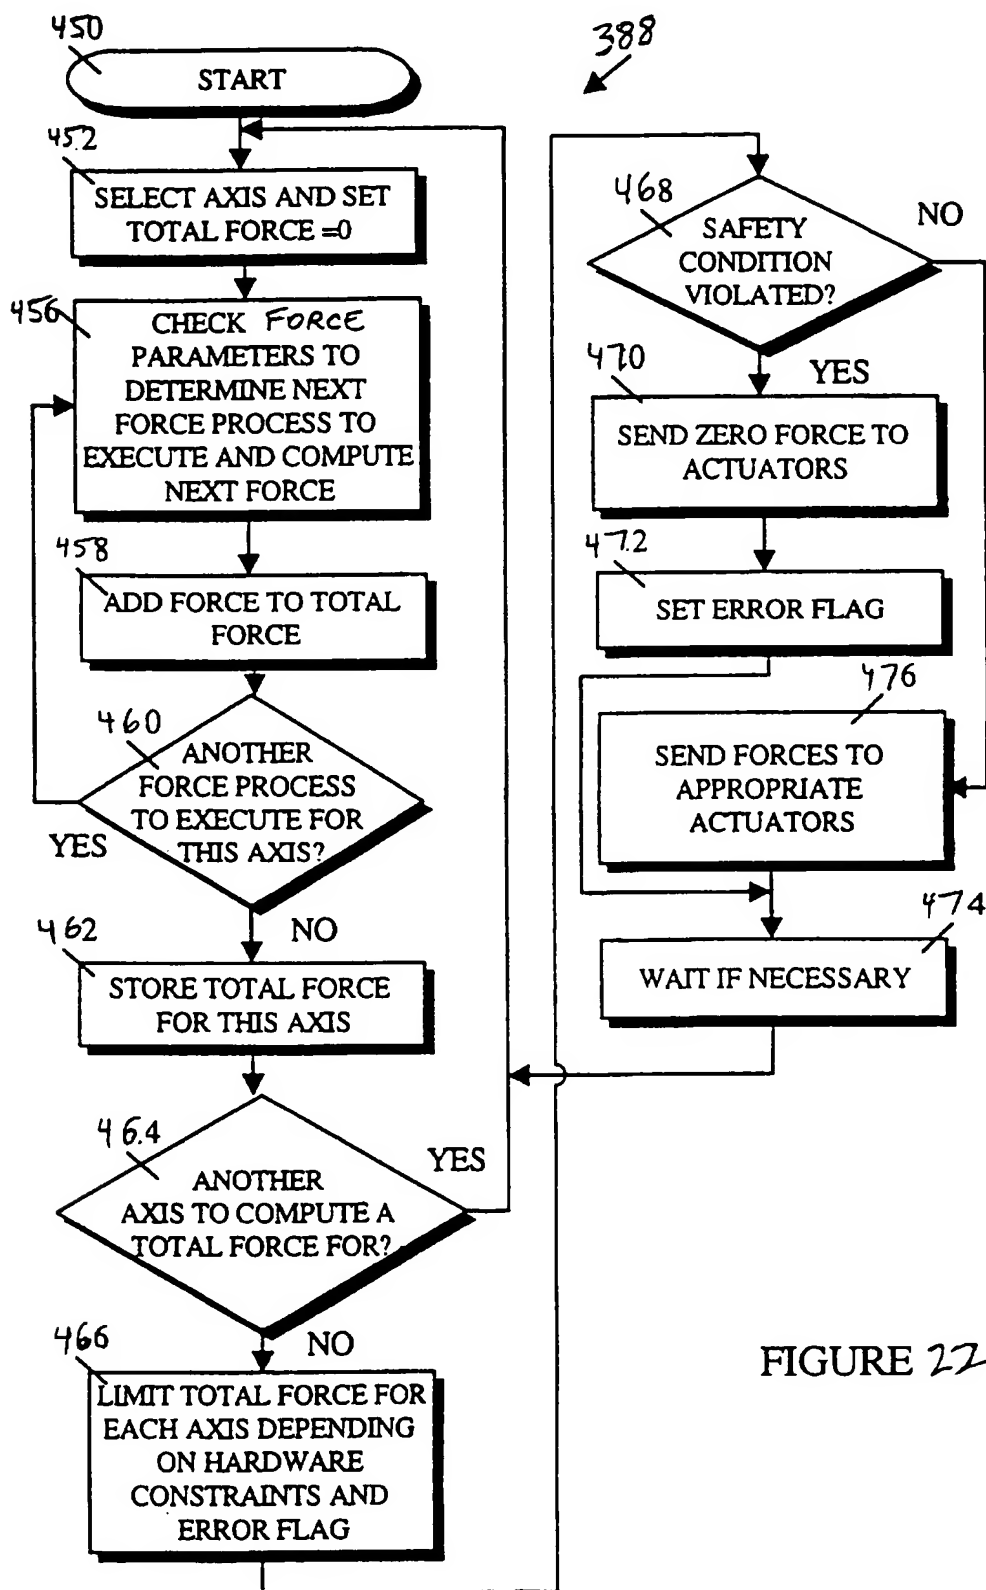 450
START
388
452
SELECT AXIS AND SET
TOTAL FORCE =0
456
CHECK FORCE
PARAMETERS TO
DETERMINE NEXT
FORCE PROCESS TO
EXECUTE AND COMPUTE
NEXT FORCE
458
ADD FORCE TO TOTAL
FORCE
460
ANOTHER
FORCE PROCESS
TO EXECUTE FOR
THIS AXIS?
YES
NO
462
STORE TOTAL FORCE
FOR THIS AXIS
464
ANOTHER
AXIS TO COMPUTE A
TOTAL FORCE FOR?
YES
NO
466
LIMIT TOTAL FORCE FOR
EACH AXIS DEPENDING
ON HARDWARE
CONSTRAINTS AND
ERROR FLAG
468
SAFETY
CONDITION
VIOLATED?
NO
YES
470
SEND ZERO FORCE TO
ACTUATORS
472
SET ERROR FLAG
476
SEND FORCES TO
APPROPRIATE
ACTUATORS
474
WAIT IF NECESSARY
FIGURE 22